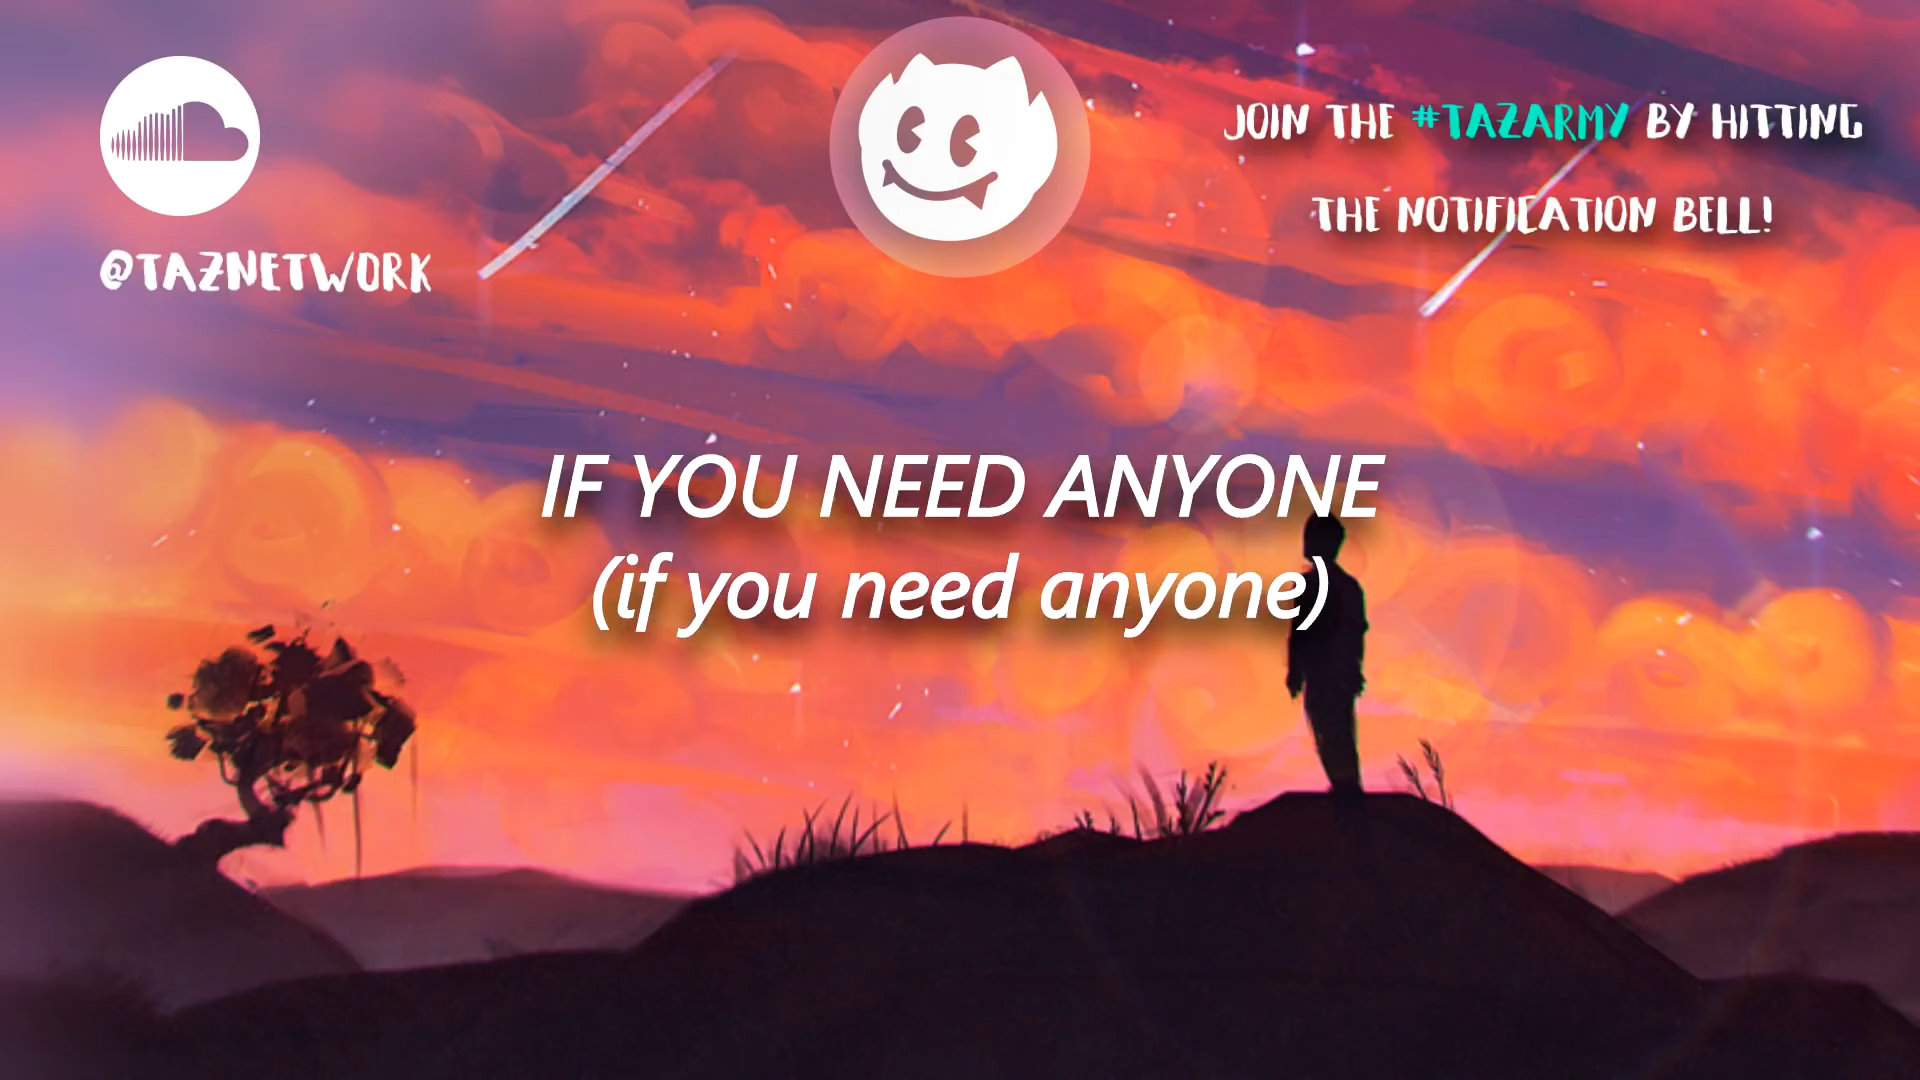 @TAZNETWORK
JOIN THE #TAZARMY BY HITTING
THE NOTIFICATION BELL!
IF YOU NEED ANYONE
(if you need anyone)